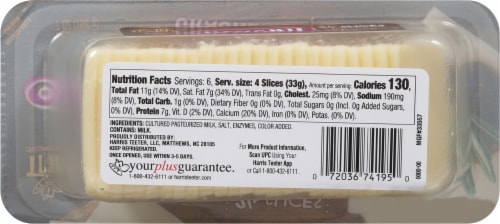 Nutrition Facts Servings: 6, Serv. size: 4 Slices (33g), Amount per serving: Calories 130,
Total Fat 11g (14% DV), Sat. Fat 7g (34% DV), Trans Fat 0g, Cholest. 25mg (8% DV), Sodium 190mg
(8% DV), Total Carb. 1g (0% DV), Dietary Fiber 0g (0% DV), Total Sugars 0g (Incl. 0g Added Sugars,
0% DV), Protein 7g, Vit. D (2% DV), Calcium (20% DV), Iron (0% DV), Potas. (0% DV).
INGREDIENTS: CULTURED PASTEURIZED MILK, SALT, ENZYMES, COLOR ADDED.
CONTAINS: MILK.
PROUDLY DISTRIBUTED BY:
HARRIS TEETER, LLC, MATTHEWS, NC 28105
KEEP REFRIGERATED.
ONCE OPENED, USE WITHIN 3-5 DAYS.
yourplusguarantee.
1-800-432-6111 / harristeeter.com
For More Product Information,
Scan UPC Using Your
Harris Teeter App
or Call 1-800-432-6111.
0 72036 74195 0
0000-00